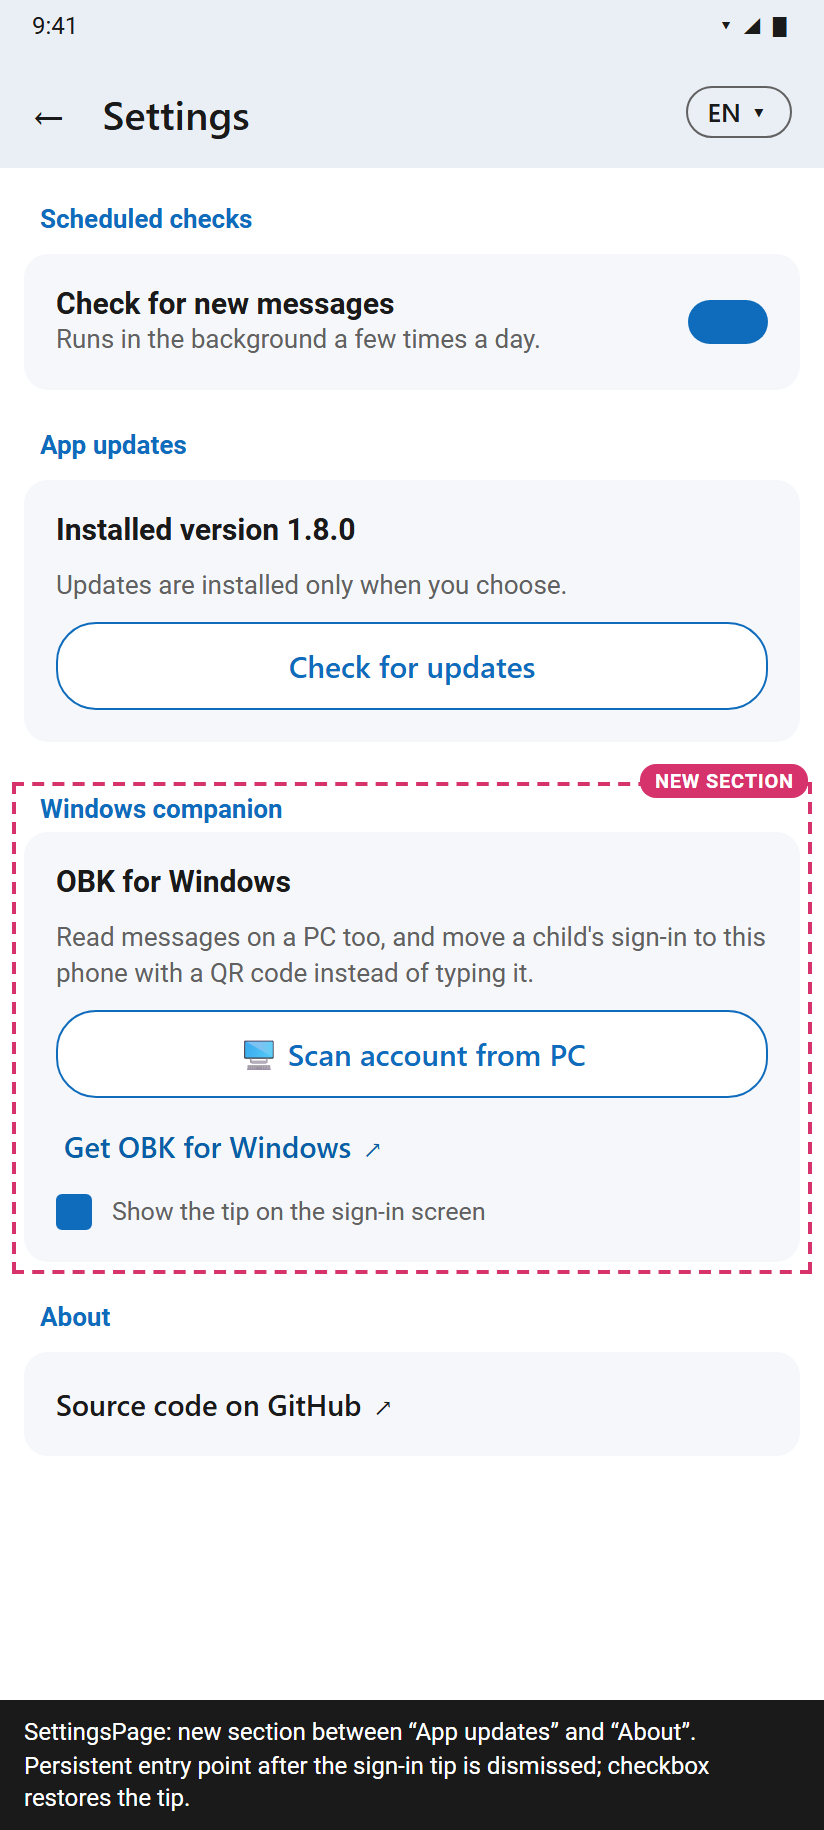 9:41
← Settings
EN ▼
Scheduled checks
Check for new messages
Runs in the background a few times a day.
App updates
Installed version 1.8.0
Updates are installed only when you choose.
Check for updates
NEW SECTION
Windows companion
OBK for Windows
Read messages on a PC too, and move a child's sign-in to this
phone with a QR code instead of typing it.
Scan account from PC
Get OBK for Windows ↗
Show the tip on the sign-in screen
About
Source code on GitHub ↗
SettingsPage: new section between “App updates” and “About”.
Persistent entry point after the sign-in tip is dismissed; checkbox
restores the tip.